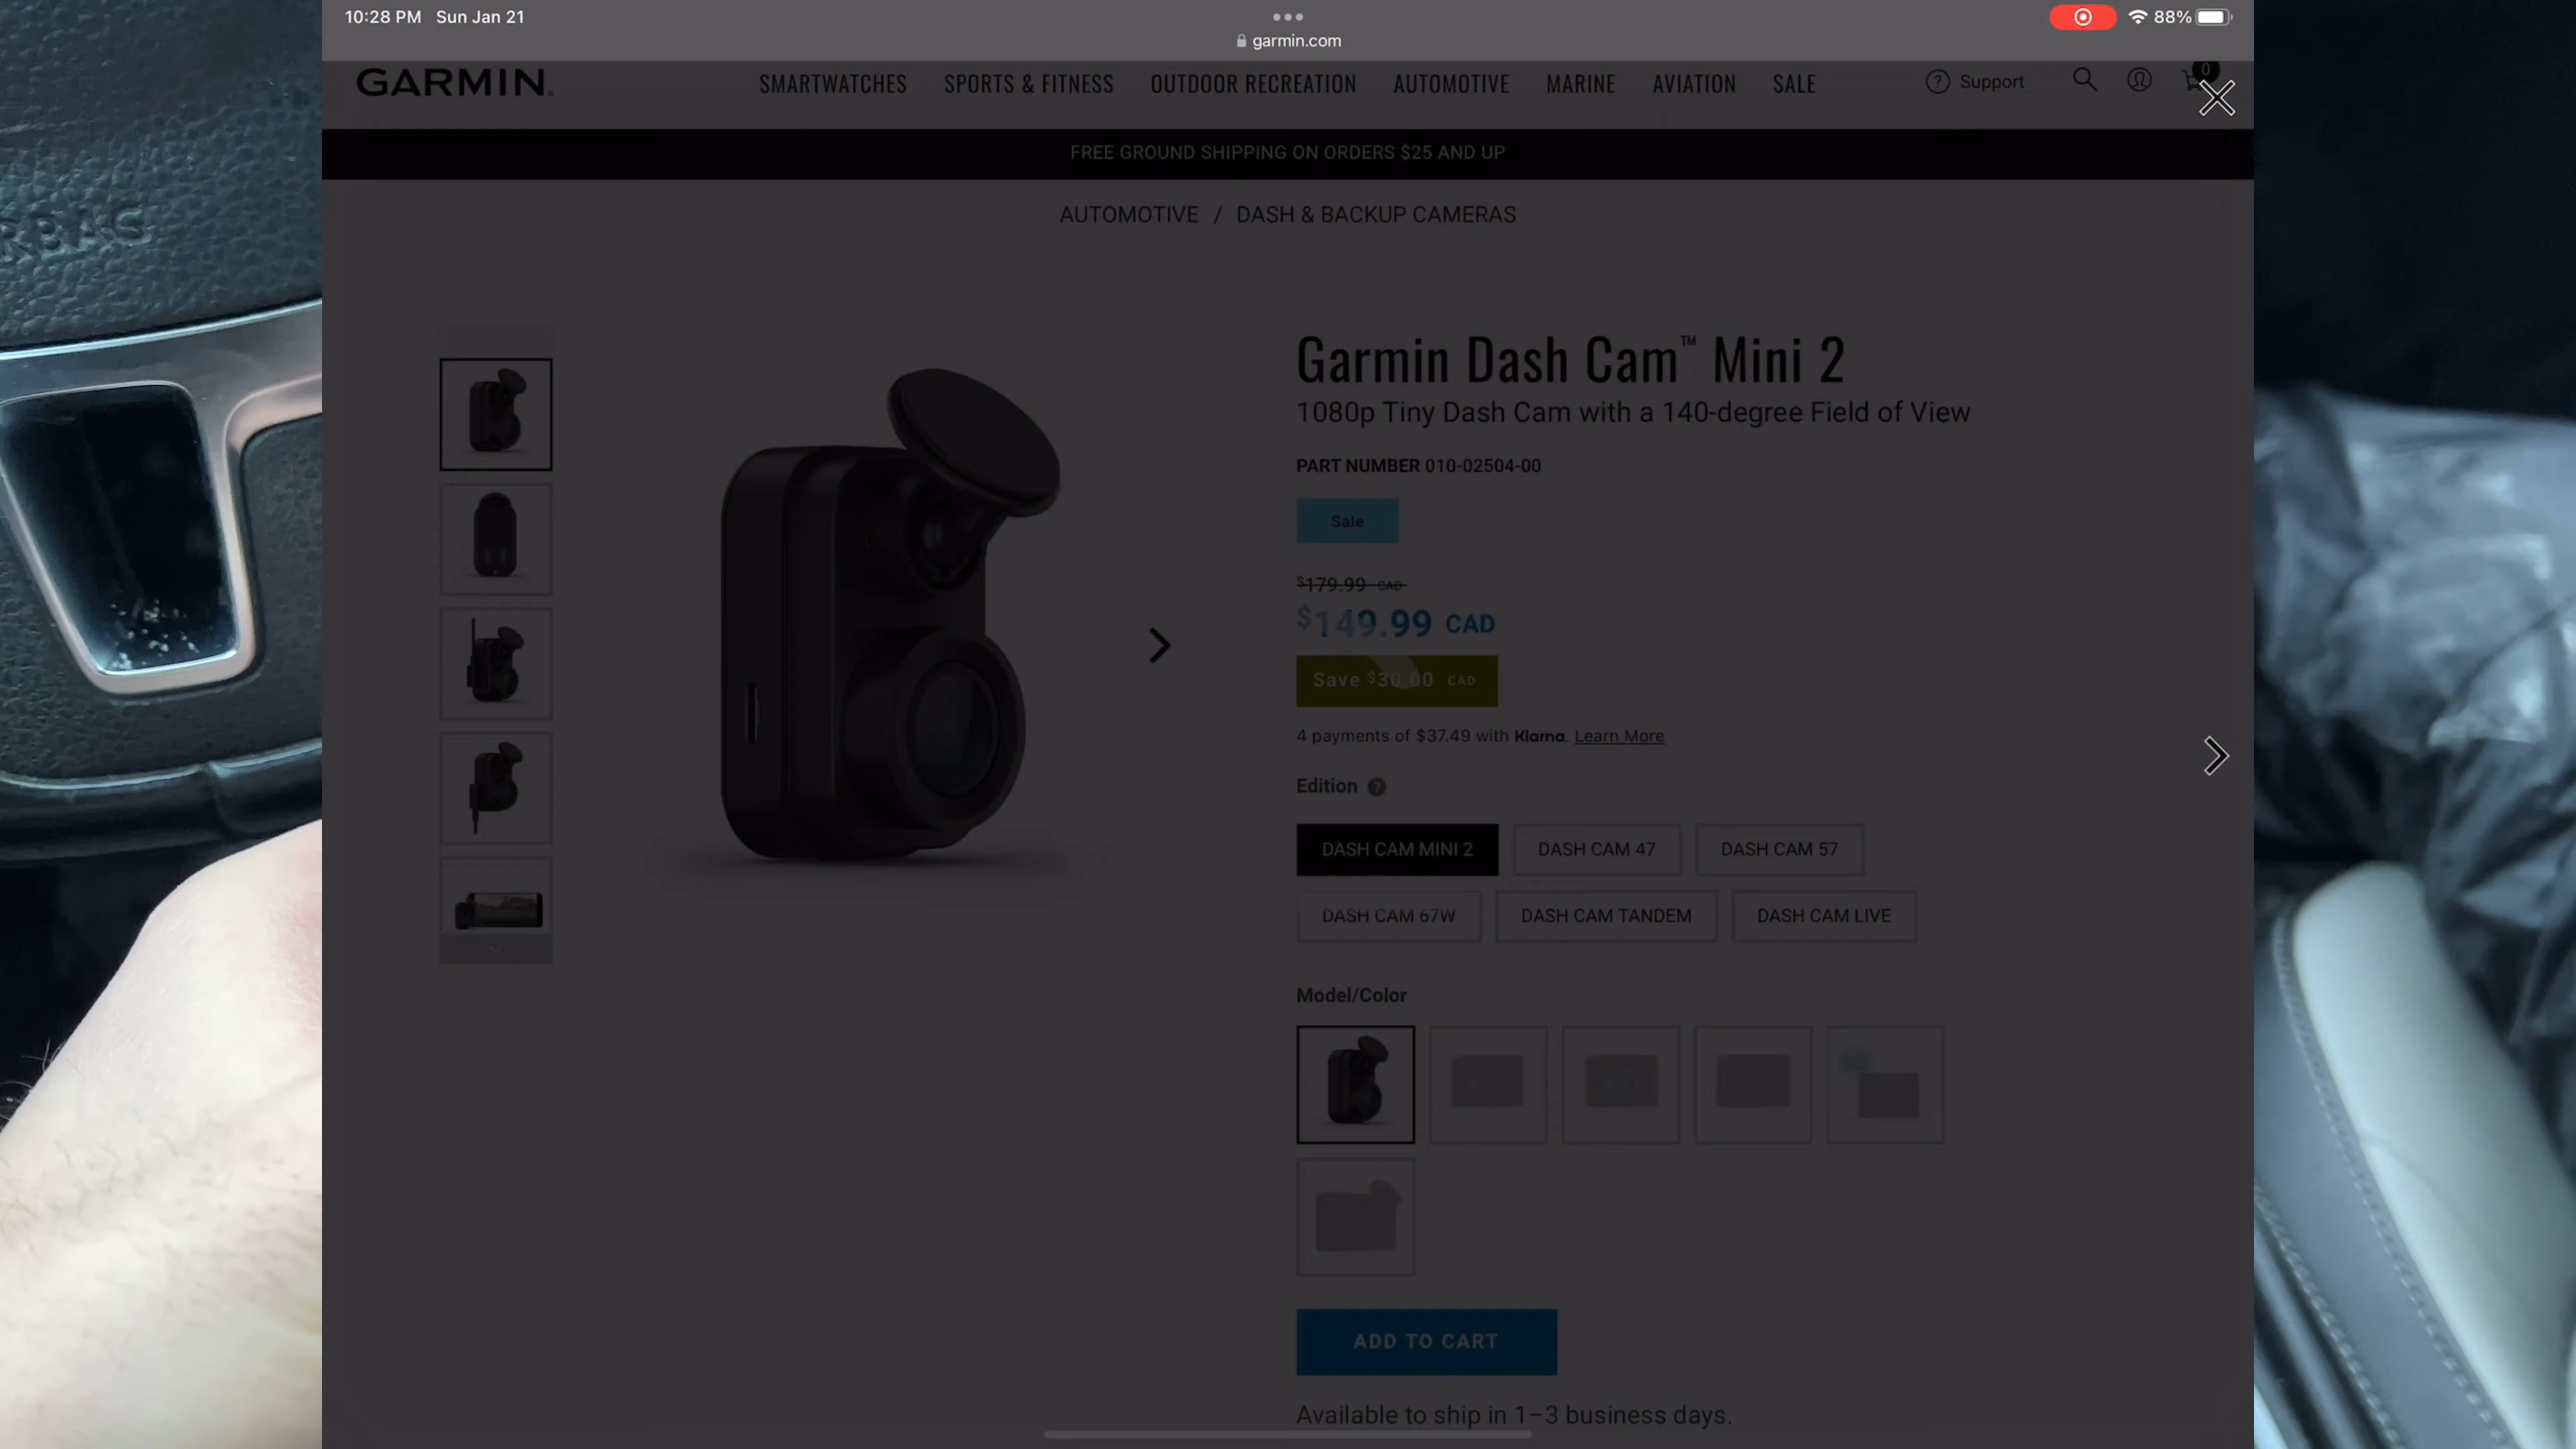 10:28 PM Sun Jan 21
88%
garmin.com
GARMIN.
SMARTWATCHES SPORTS & FITNESS OUTDOOR RECREATION AUTOMOTIVE MARINE AVIATION SALE
? Support
0
FREE GROUND SHIPPING ON ORDERS $25 AND UP
AUTOMOTIVE / DASH & BACKUP CAMERAS
RBAG
Garmin Dash Cam™ Mini 2
1080p Tiny Dash Cam with a 140-degree Field of View
PART NUMBER 010-02504-00
Sale
$179.99 CAD
$149.99 CAD
Save $30.00 CAD
4 payments of $37.49 with Klarna. Learn More
Edition ?
DASH CAM MINI 2 DASH CAM 47 DASH CAM 57
DASH CAM 67W DASH CAM TANDEM DASH CAM LIVE
Model/Color
ADD TO CART
Available to ship in 1–3 business days.